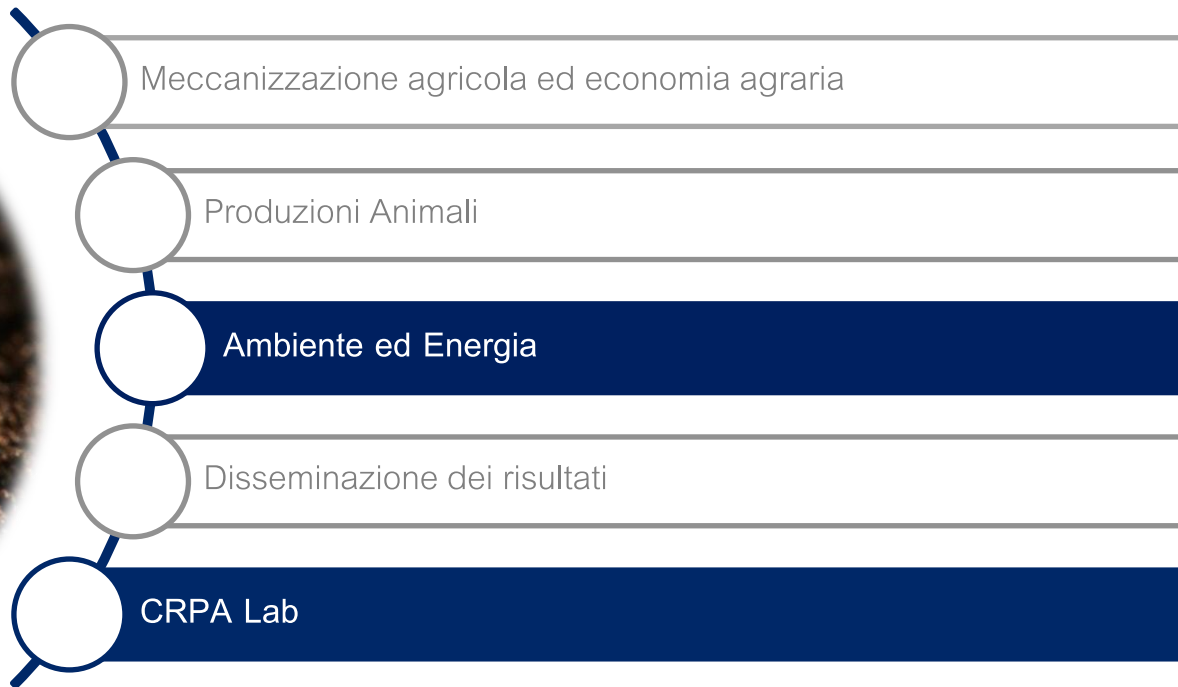 Meccanizzazione agricola ed economia agraria
Produzioni Animali
Ambiente ed Energia
Disseminazione dei risultati
CRPA Lab